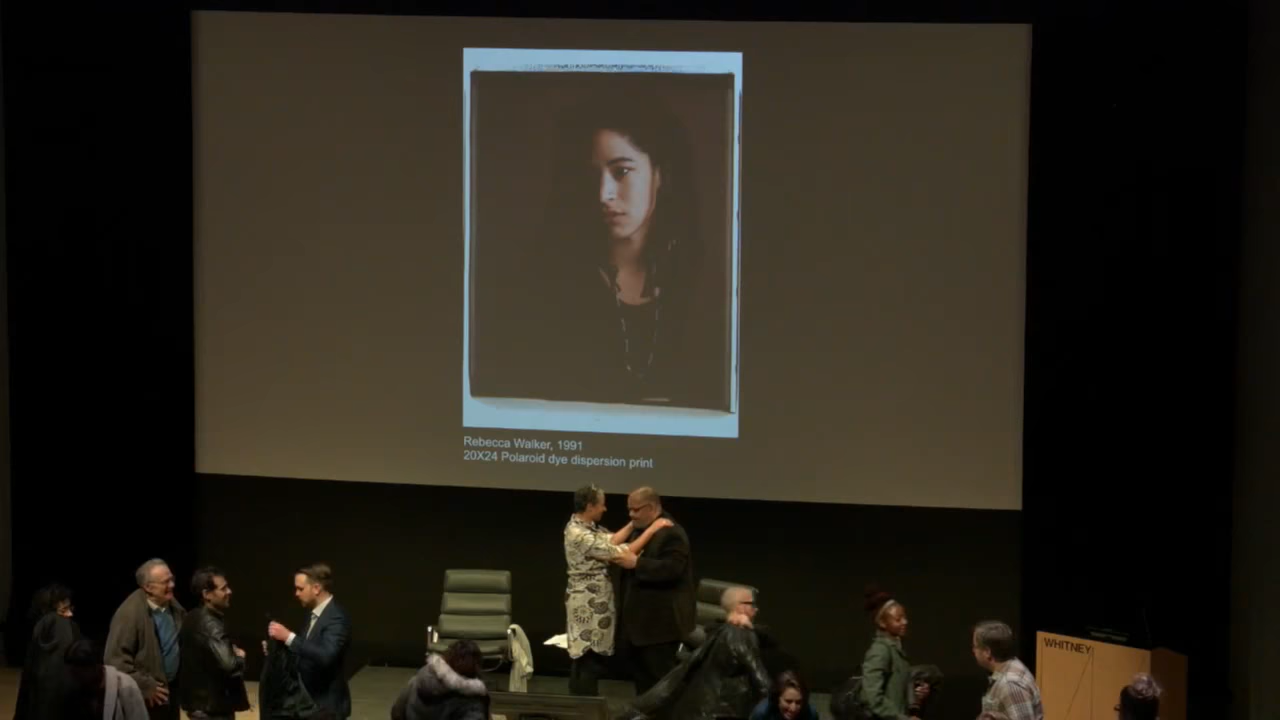 Rebecca Walker, 1991
20X24 Polaroid dye dispersion print
WHITNEY